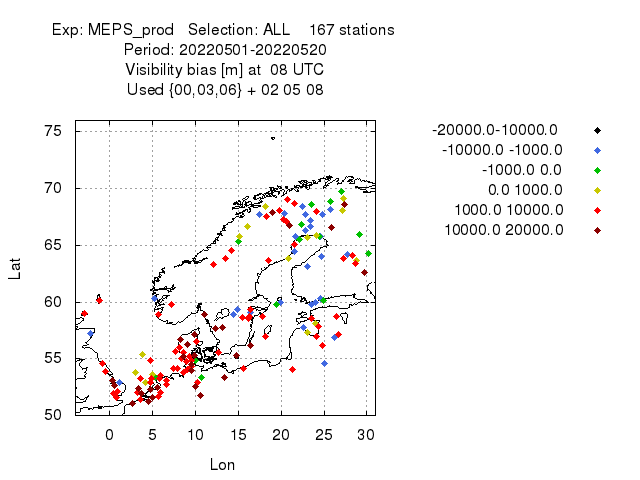 Exp: MEPS_prod   Selection: ALL    167 stations
Period: 20220501-20220520
Visibility bias [m] at  08 UTC
Used {00,03,06} + 02 05 08
-20000.0-10000.0
-10000.0 -1000.0
-1000.0 0.0
0.0 1000.0
1000.0 10000.0
10000.0 20000.0
75
70
65
60
55
50
Lat
0 5 10 15 20 25 30
Lon